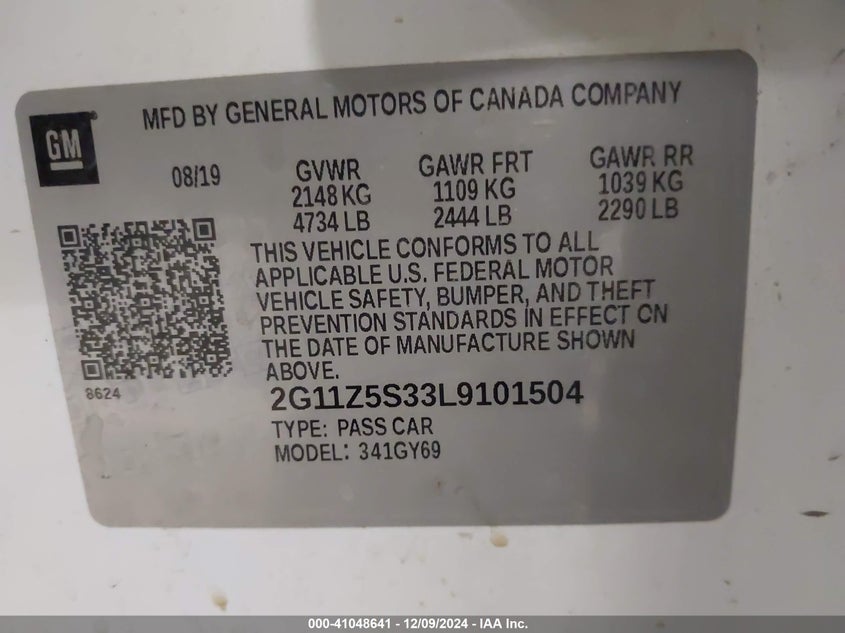 GM
MFD BY GENERAL MOTORS OF CANADA COMPANY
08/19 GVWR GAWR FRT GAWR RR
2148 KG 1109 KG 1039 KG
4734 LB 2444 LB 2290 LB
THIS VEHICLE CONFORMS TO ALL
APPLICABLE U.S. FEDERAL MOTOR
VEHICLE SAFETY, BUMPER, AND THEFT
PREVENTION STANDARDS IN EFFECT ON
THE DATE OF MANUFACTURE SHOWN
ABOVE.
8624
2G11Z5S33L9101504
TYPE: PASS CAR
MODEL: 341GY69
000-41048641 - 12/09/2024 - IAA Inc.